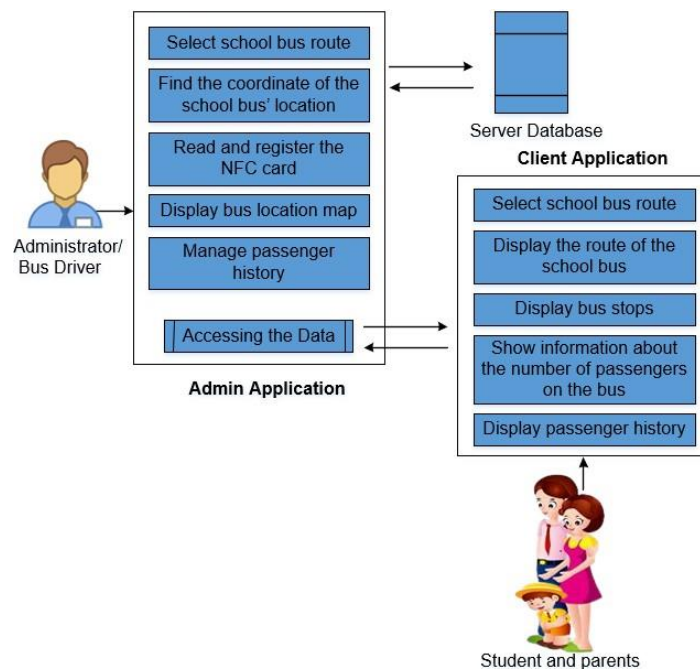 Select school bus route
Find the coordinate of the
school bus' location
Read and register the
NFC card
Display bus location map
Manage passenger
history
Accessing the Data
Admin Application
Administrator/
Bus Driver
Server Database
Client Application
Select school bus route
Display the route of the
school bus
Display bus stops
Show information about
the number of passengers
on the bus
Display passenger history
Student and parents